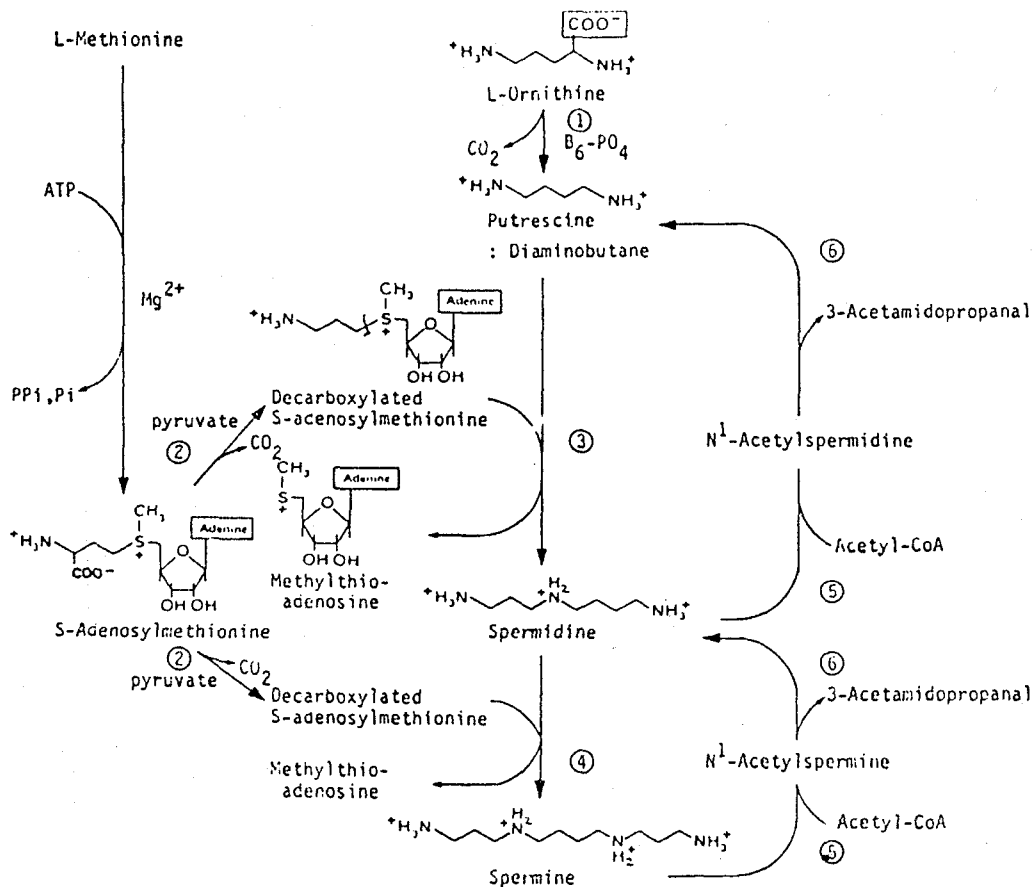 L-Methionine
COO⁻
⁺H₃N
NH₃⁺
L-Ornithine
①
CO₂
B₆-PO₄
⁺H₃N
NH₃⁺
ATP
Putrescine
: Diaminobutane
⑥
Mg²⁺
CH₃
Adenine
⁺H₃N
S
+
O
OH OH
3-Acetamidopropanal
PPi,Pi
Decarboxylated
S-acenosylmethionine
pyruvate
②
CO₂
③
N¹-Acetylspermidine
CH₃
Adenine
S
+
O
OH OH
CH₃
Adenine
⁺H₃N
S
+
O
COO⁻
OH OH
Methylthio-
adenosine
Acetyl-CoA
⑤
⁺H₃N
H₂
⁺N
NH₃⁺
Spermidine
S-Adenosylmethionine
②
CO₂
pyruvate
⑥
3-Acetamidopropanal
Decarboxylated
S-adenosylmethionine
N¹-Acetylspermine
④
Methylthio-
adenosine
Acetyl-CoA
⑤
⁺H₃N
H₂
⁺N
N⁺
H₂
NH₃⁺
Spermine